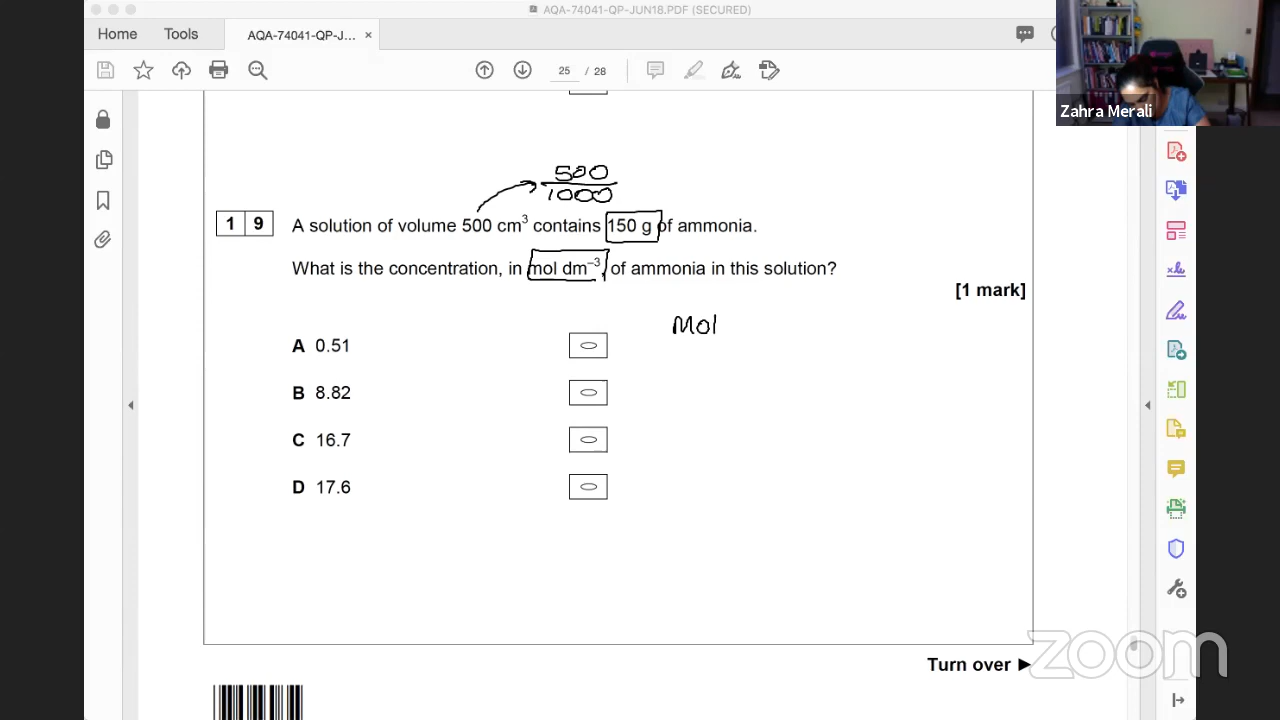 AQA-74041-QP-JUN18.PDF (SECURED)
Home Tools AQA-74041-QP-J... ×
25 / 28
Zahra Merali
500
1000
1 9 A solution of volume 500 cm³ contains 150 g of ammonia.
What is the concentration, in mol dm⁻³, of ammonia in this solution?
[1 mark]
Mol
A 0.51
B 8.82
C 16.7
D 17.6
zoom
Turn over ►